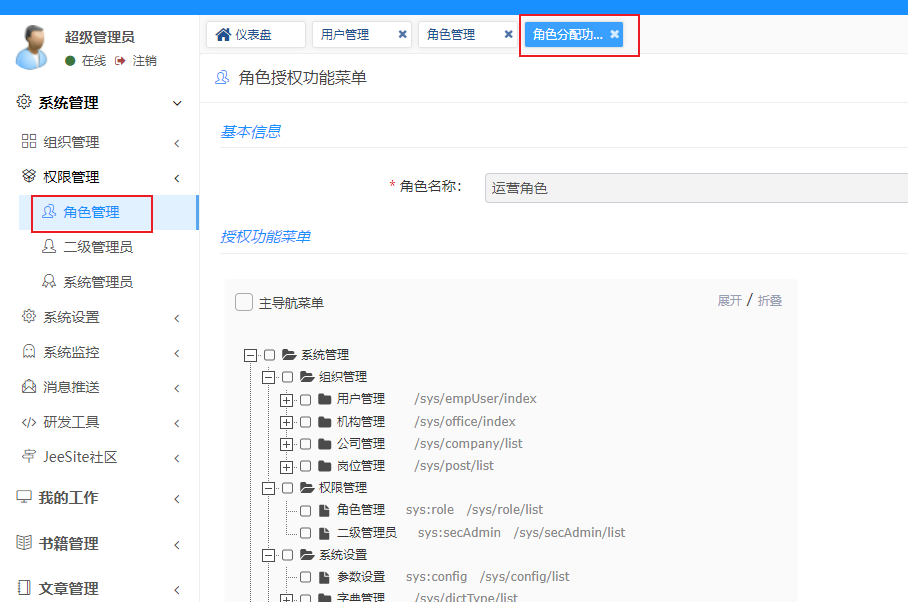 超级管理员
在线 注销
系统管理
组织管理
权限管理
角色管理
二级管理员
系统管理员
系统设置
系统监控
消息推送
研发工具
JeeSite社区
我的工作
书籍管理
文章管理
仪表盘 用户管理 角色管理 角色分配功...
角色授权功能菜单
基本信息
* 角色名称: 运营角色
授权功能菜单
主导航菜单 展开 / 折叠
系统管理
组织管理
用户管理 /sys/empUser/index
机构管理 /sys/office/index
公司管理 /sys/company/list
岗位管理 /sys/post/list
权限管理
角色管理 sys:role /sys/role/list
二级管理员 sys:secAdmin /sys/secAdmin/list
系统设置
参数设置 sys:config /sys/config/list
字典管理 /sys/dictType/list